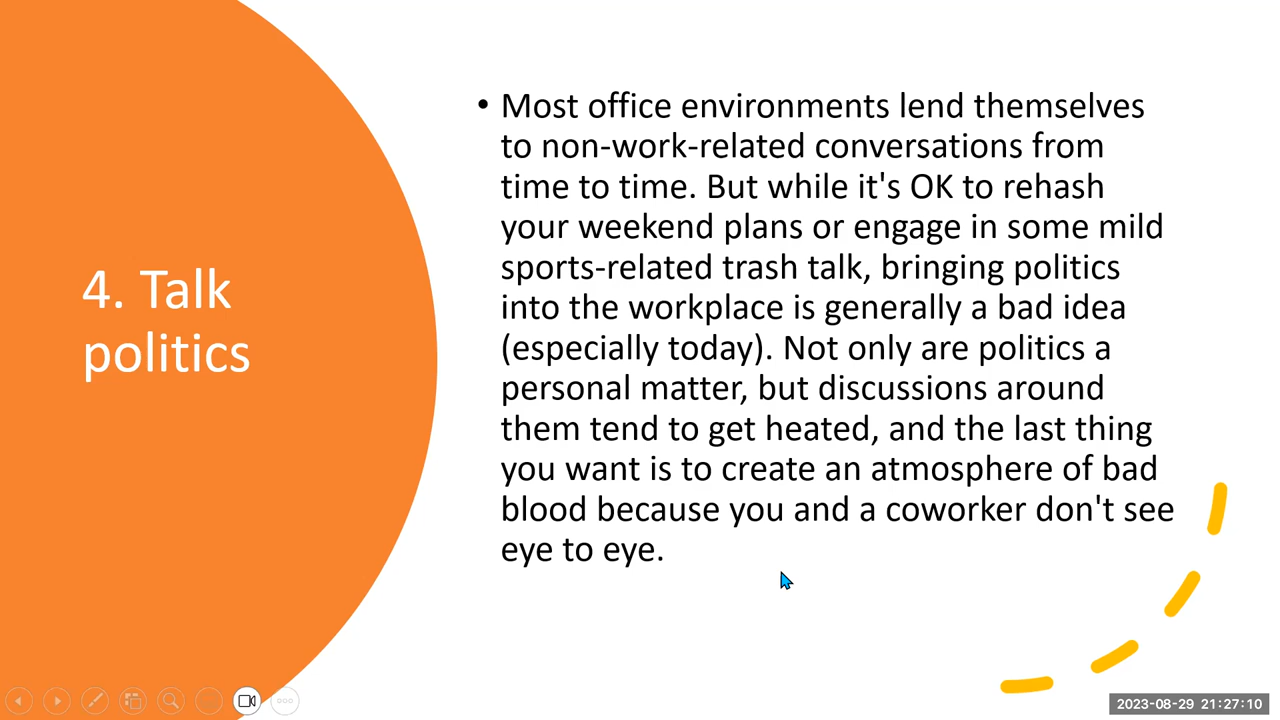 4. Talk
politics
• Most office environments lend themselves
to non-work-related conversations from
time to time. But while it's OK to rehash
your weekend plans or engage in some mild
sports-related trash talk, bringing politics
into the workplace is generally a bad idea
(especially today). Not only are politics a
personal matter, but discussions around
them tend to get heated, and the last thing
you want is to create an atmosphere of bad
blood because you and a coworker don't see
eye to eye.
2023-08-29 21:27:10